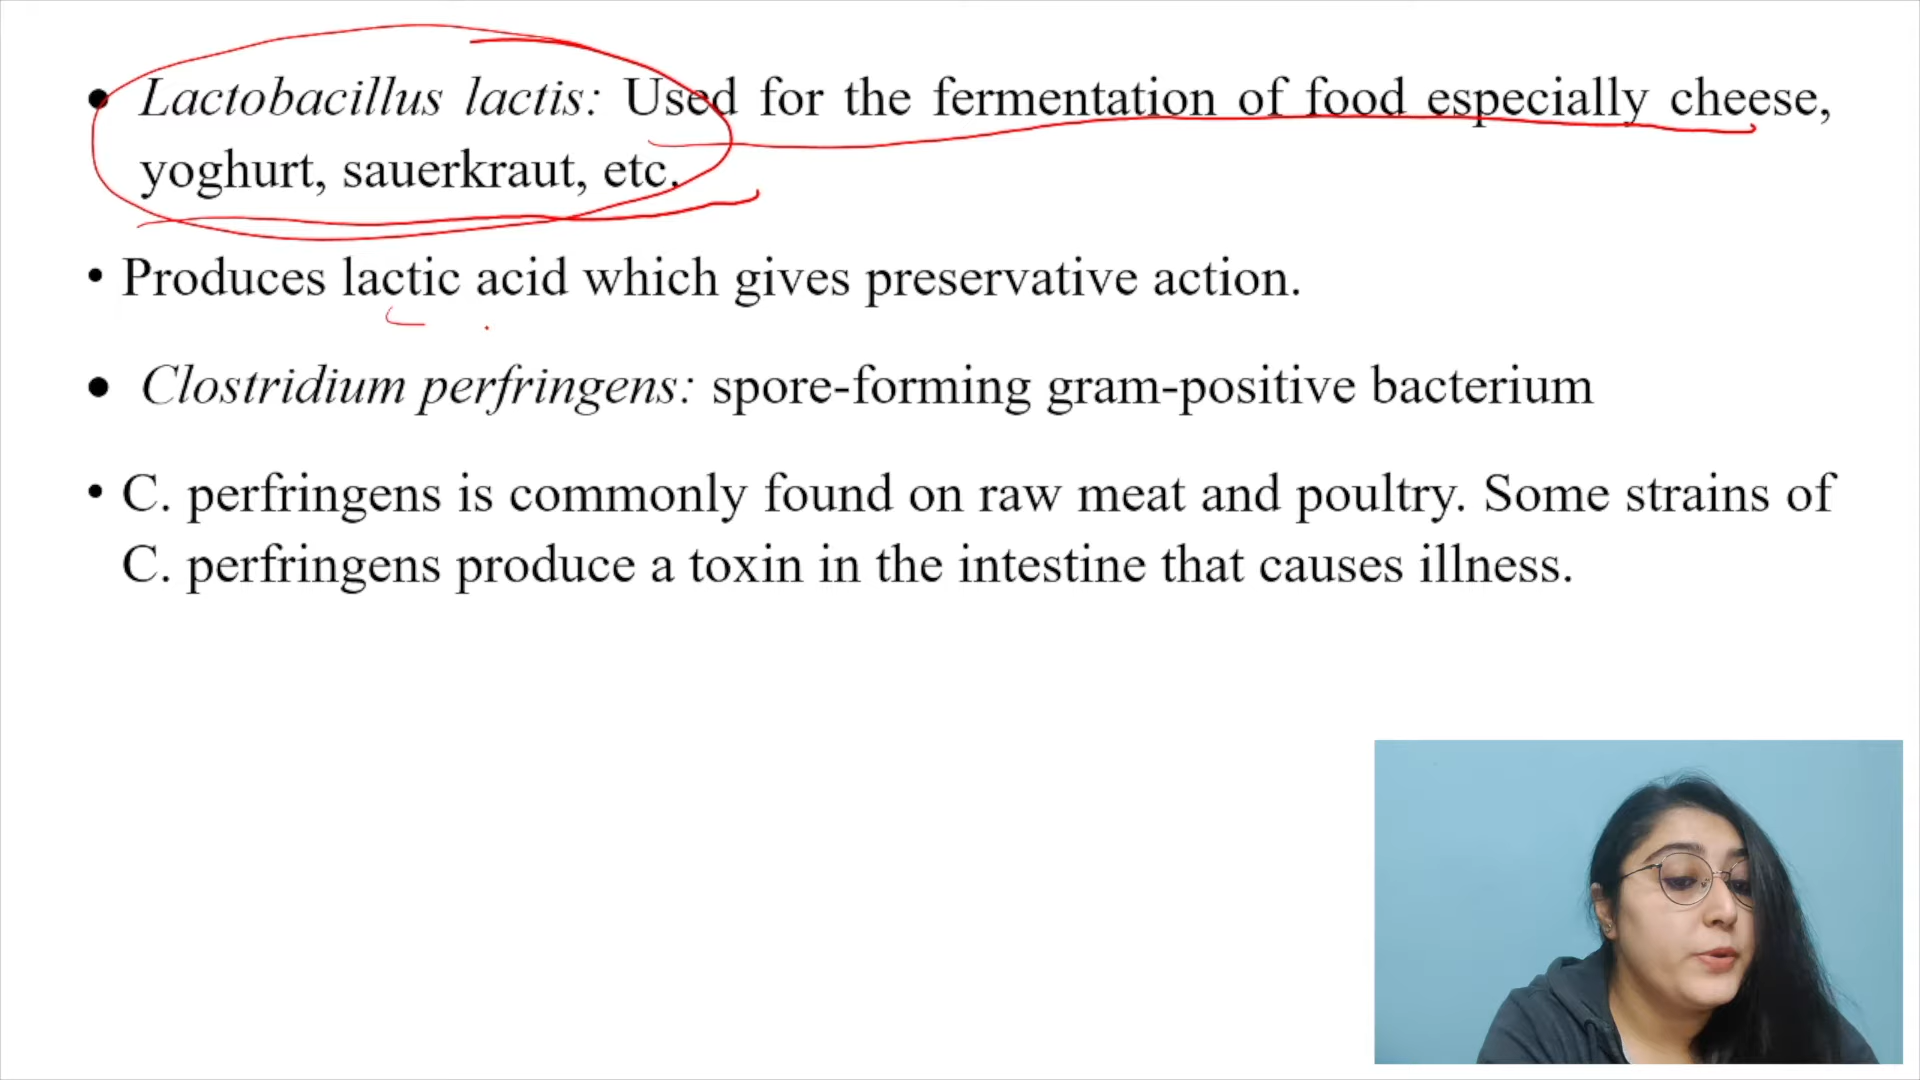 • Lactobacillus lactis: Used for the fermentation of food especially cheese,
yoghurt, sauerkraut, etc.
• Produces lactic acid which gives preservative action.
• Clostridium perfringens: spore-forming gram-positive bacterium
• C. perfringens is commonly found on raw meat and poultry. Some strains of
C. perfringens produce a toxin in the intestine that causes illness.